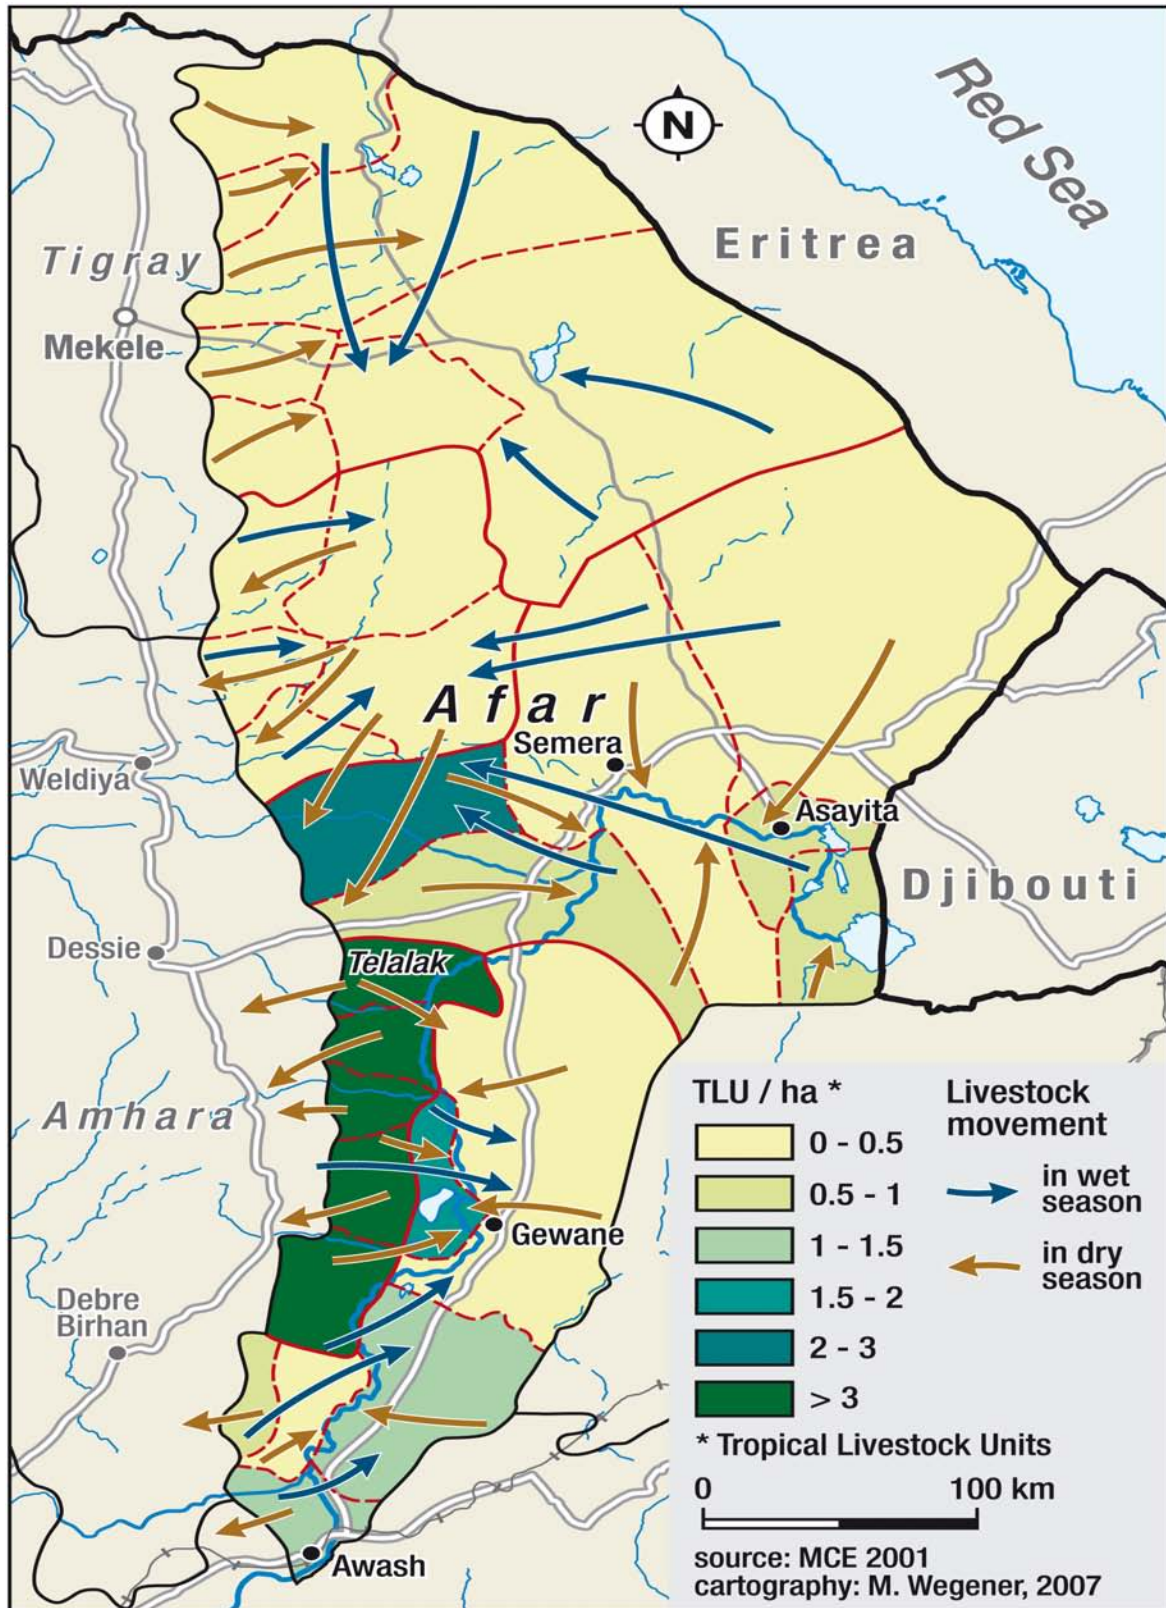 N
Red Sea
Eritrea
Tigray
Mekele
Afar
Semera
Weldiya
Asayita
Djibouti
Dessie
Telalak
Amhara
Gewane
Debre
Birhan
Awash
TLU / ha *
0 - 0.5
0.5 - 1
1 - 1.5
1.5 - 2
2 - 3
> 3
Livestock
movement
in wet
season
in dry
season
* Tropical Livestock Units
0 100 km
source: MCE 2001
cartography: M. Wegener, 2007